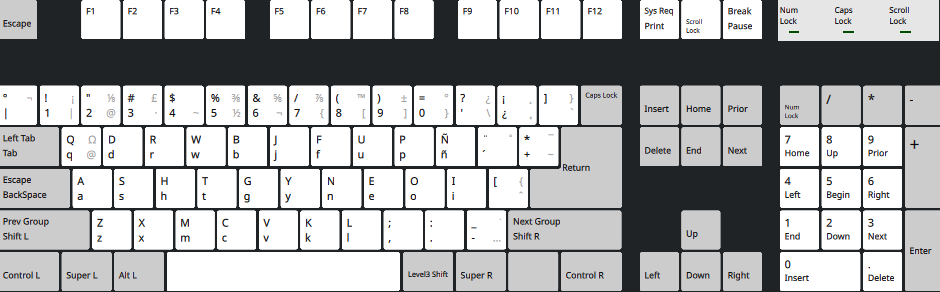 Escape F1 F2 F3 F4 F5 F6 F7 F8 F9 F10 F11 F12 Sys Req Print Scroll Lock Break Pause Num Lock Caps Lock Scroll Lock
° ¬ | ! ¡ 1 | " ⅛ 2 @ # £ 3 · $ 4 ~ % ⅜ 5 ½ & ⅝ 6 ¬ / ⅞ 7 { ( ™ 8 [ ) ± 9 ] = ° 0 } ? ¿ ' \ ¡ ¿ ] } Caps Lock Insert Home Prior Num Lock / * -
Left Tab Tab Q Ω q @ D d R r W w B b J j F f U u P p Ñ ñ ¨ ° ´ * ¯ + ~ Return Delete End Next 7 Home 8 Up 9 Prior +
Escape BackSpace A a S s H h T t G g Y y N n E e O o I i [ { ^ 4 Left 5 Begin 6 Right
Prev Group Shift L Z z X x M m C c V v K k L l ; , : . _ - … Next Group Shift R Up 1 End 2 Down 3 Next Enter
Control L Super L Alt L Level3 Shift Super R Control R Left Down Right 0 Insert . Delete